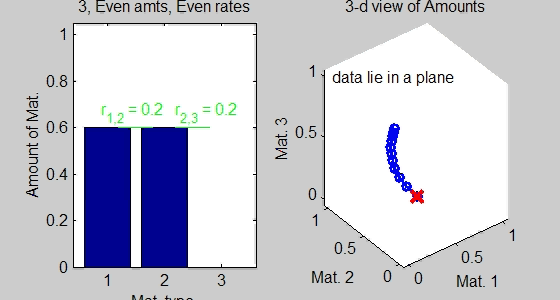 3, Even amts, Even rates
1
0.8
0.6
0.4
0.2
0
Amount of Mat.
r1,2 = 0.2 r2,3 = 0.2
1 2 3
Mat. type
3-d view of Amounts
data lie in a plane
1
0.5
0
Mat. 3
1
0.5
0
Mat. 2
0
0.5
1
Mat. 1